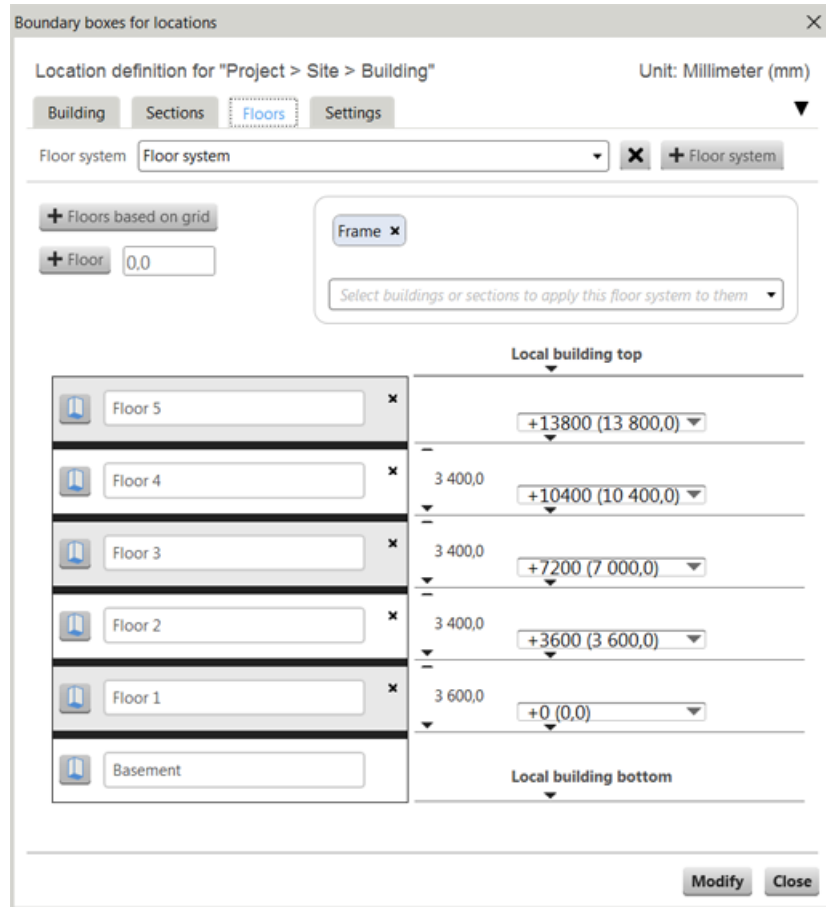 Boundary boxes for locations
Location definition for "Project > Site > Building" Unit: Millimeter (mm)
Building Sections Floors Settings
Floor system Floor system + Floor system
+ Floors based on grid
Frame ×
+ Floor 0,0
Select buildings or sections to apply this floor system to them
Local building top
Floor 5 ×
+13800 (13 800,0)
Floor 4 × 3 400,0
+10400 (10 400,0)
Floor 3 × 3 400,0
+7200 (7 000,0)
Floor 2 × 3 400,0
+3600 (3 600,0)
Floor 1 × 3 600,0
+0 (0,0)
Basement
Local building bottom
Modify Close